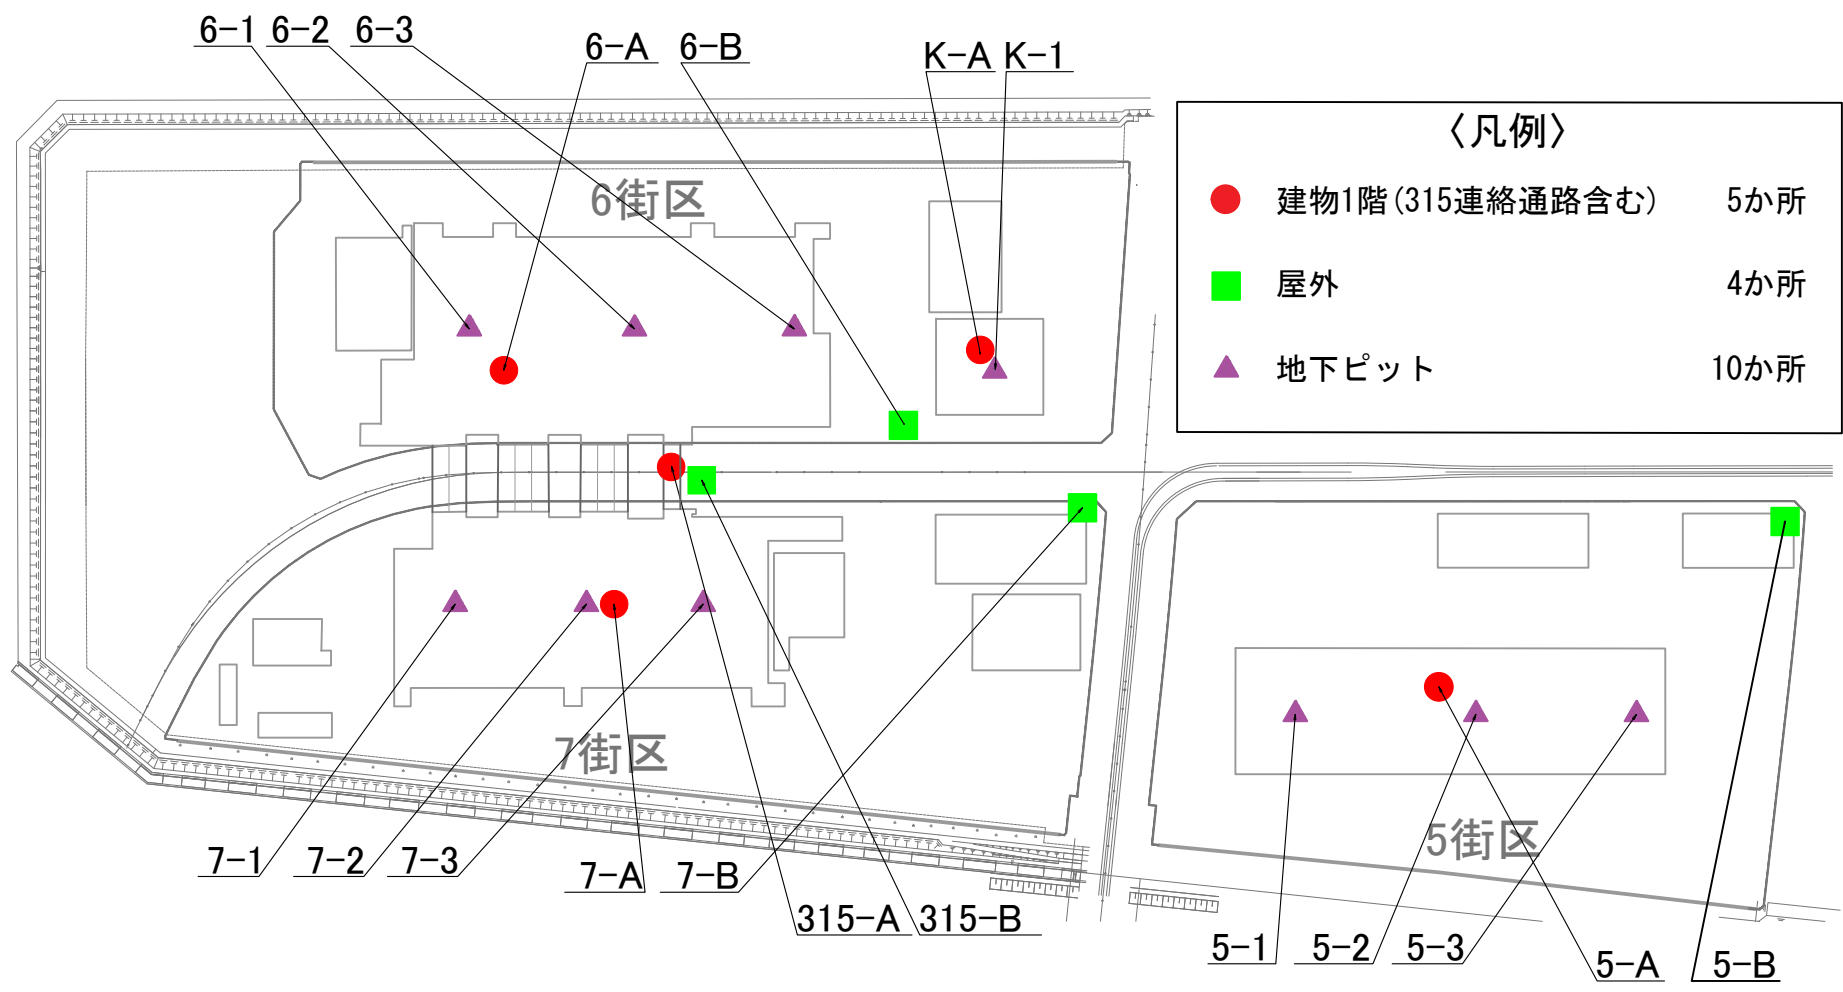 6-1 6-2 6-3
6-A 6-B
K-A K-1
〈凡例〉
建物1階(315連絡通路含む) 5か所
屋外 4か所
地下ピット 10か所
6街区
7街区
5街区
7-1 7-2 7-3
7-A 7-B
315-A 315-B
5-1 5-2 5-3
5-A 5-B